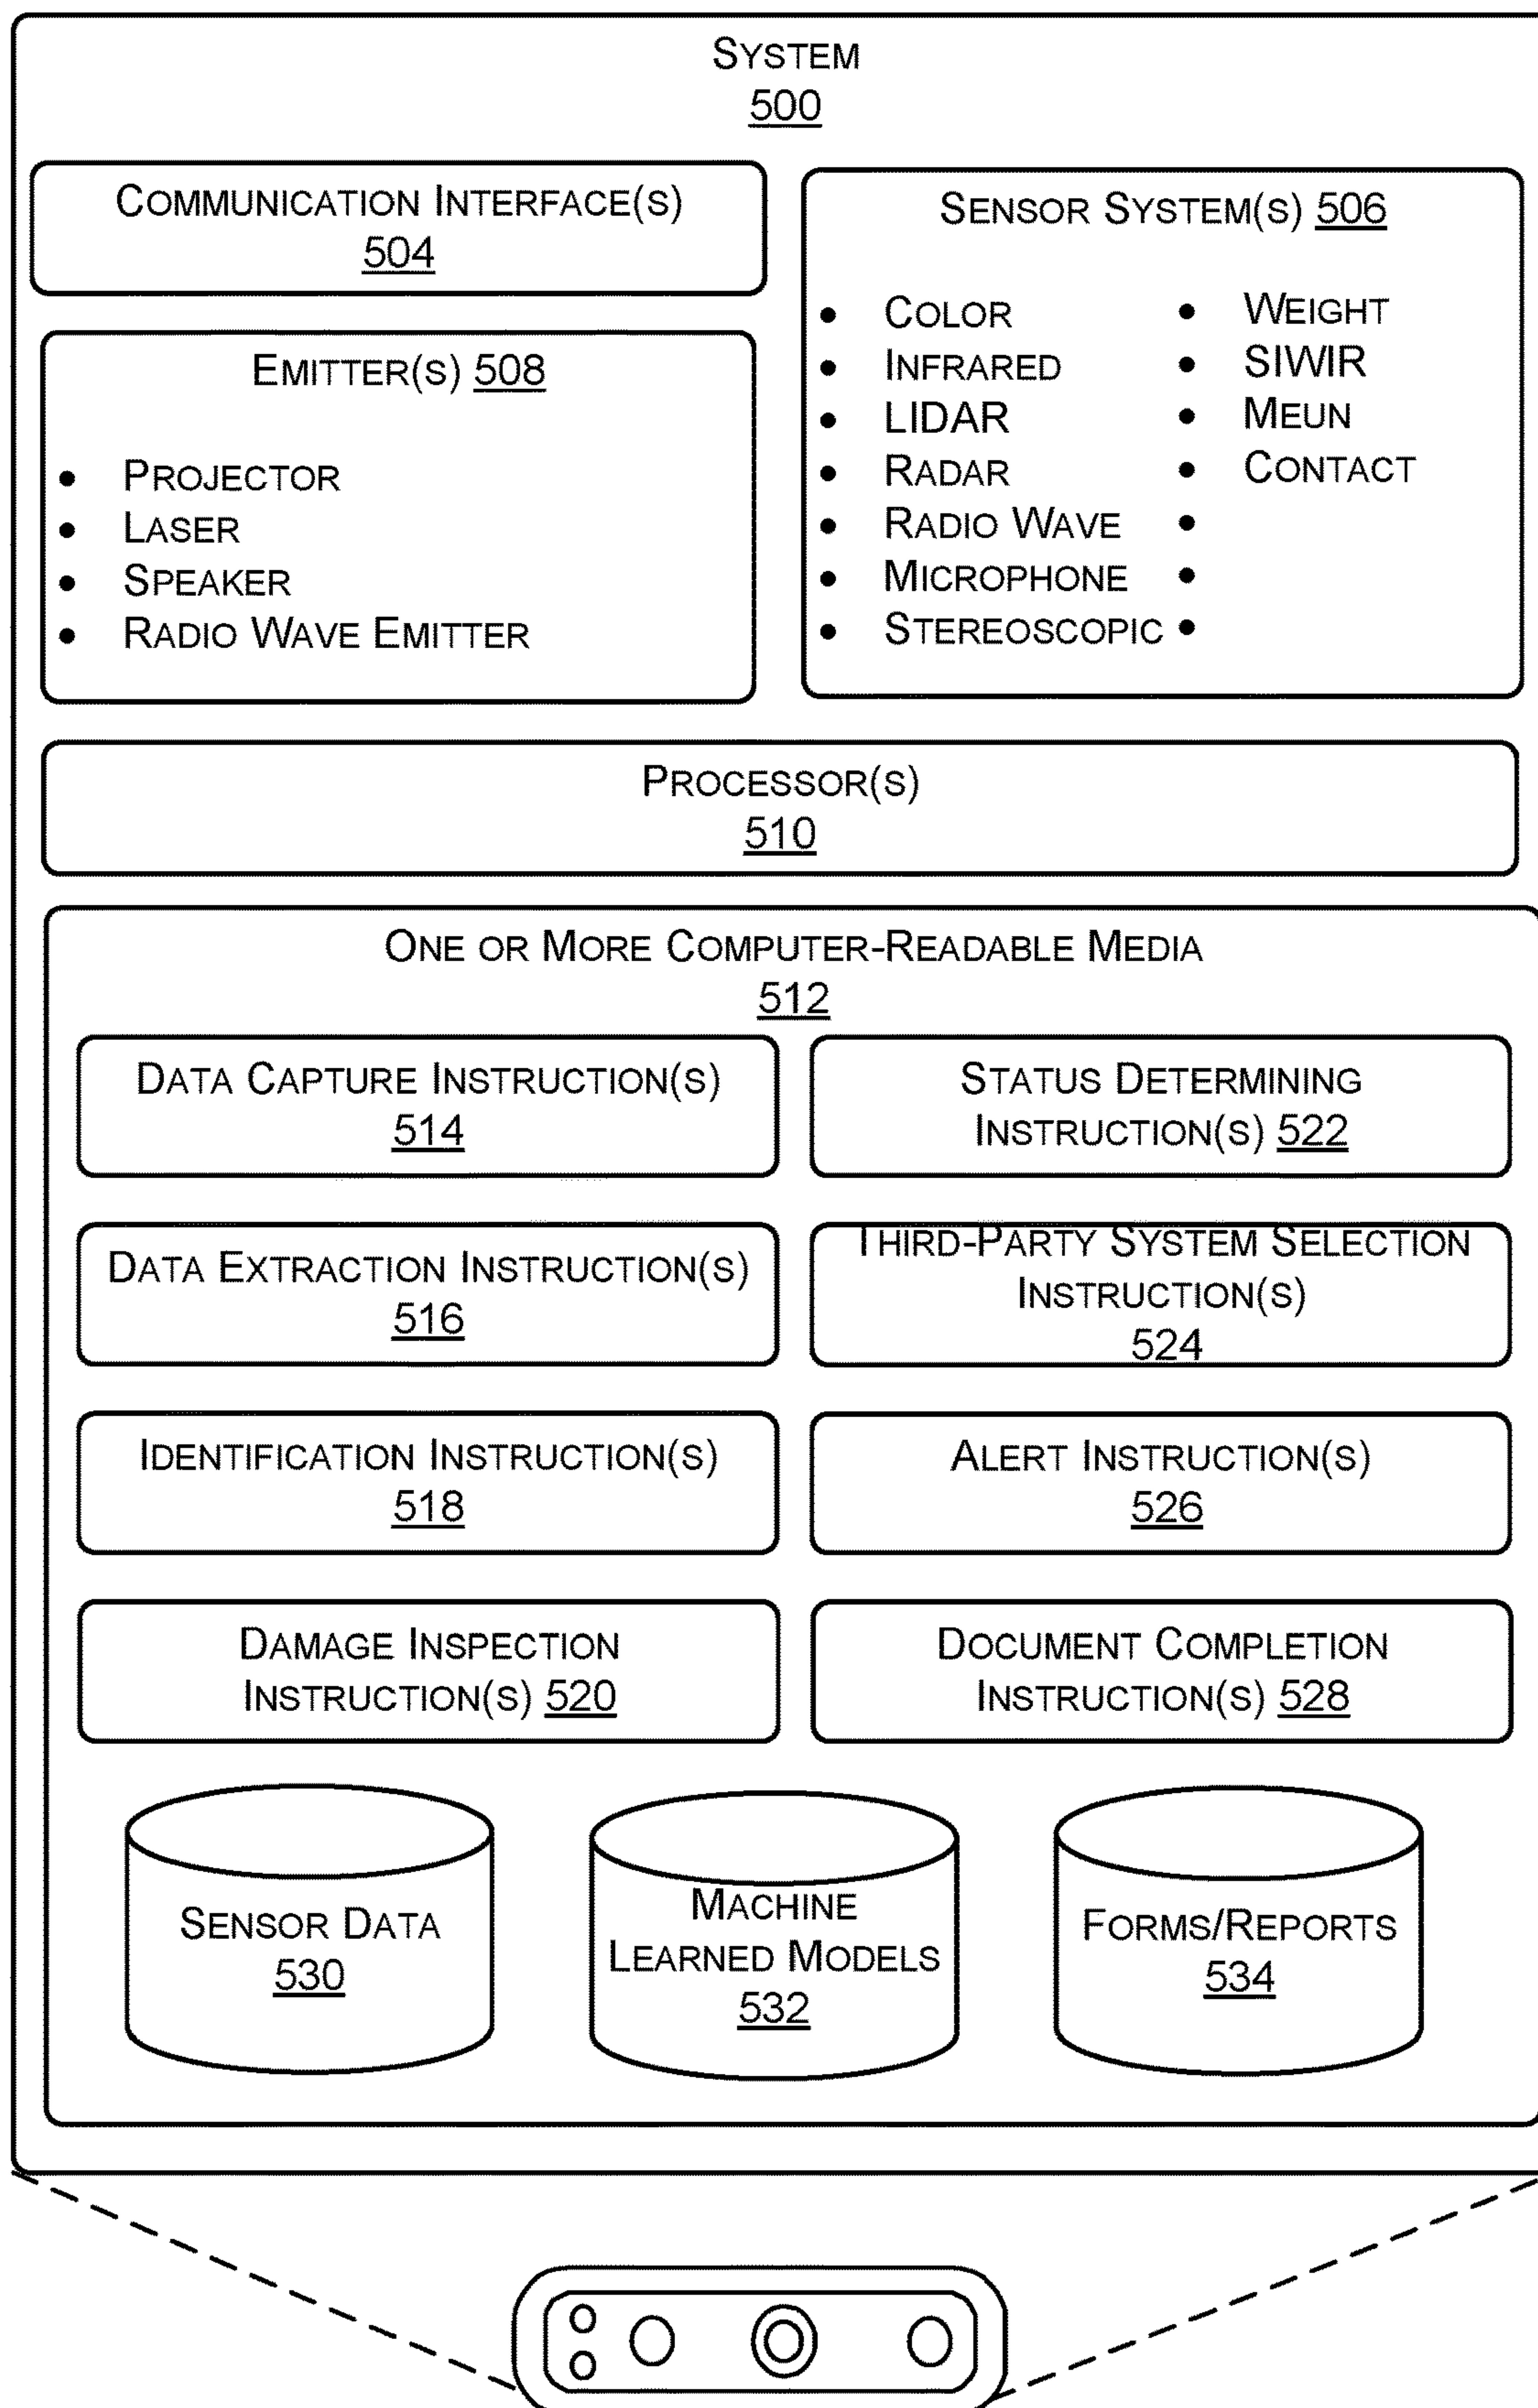 SYSTEM
500
COMMUNICATION INTERFACE(S)
504
EMITTER(S) 508
• PROJECTOR
• LASER
• SPEAKER
• RADIO WAVE EMITTER
SENSOR SYSTEM(S) 506
• COLOR
• INFRARED
• LIDAR
• RADAR
• RADIO WAVE
• MICROPHONE
• STEREOSCOPIC
• WEIGHT
• SIWIR
• MEUN
• CONTACT
•
•
•
PROCESSOR(S)
510
ONE OR MORE COMPUTER-READABLE MEDIA
512
DATA CAPTURE INSTRUCTION(S)
514
STATUS DETERMINING
INSTRUCTION(S) 522
DATA EXTRACTION INSTRUCTION(S)
516
THIRD-PARTY SYSTEM SELECTION
INSTRUCTION(S)
524
IDENTIFICATION INSTRUCTION(S)
518
ALERT INSTRUCTION(S)
526
DAMAGE INSPECTION
INSTRUCTION(S) 520
DOCUMENT COMPLETION
INSTRUCTION(S) 528
SENSOR DATA
530
MACHINE
LEARNED MODELS
532
FORMS/REPORTS
534